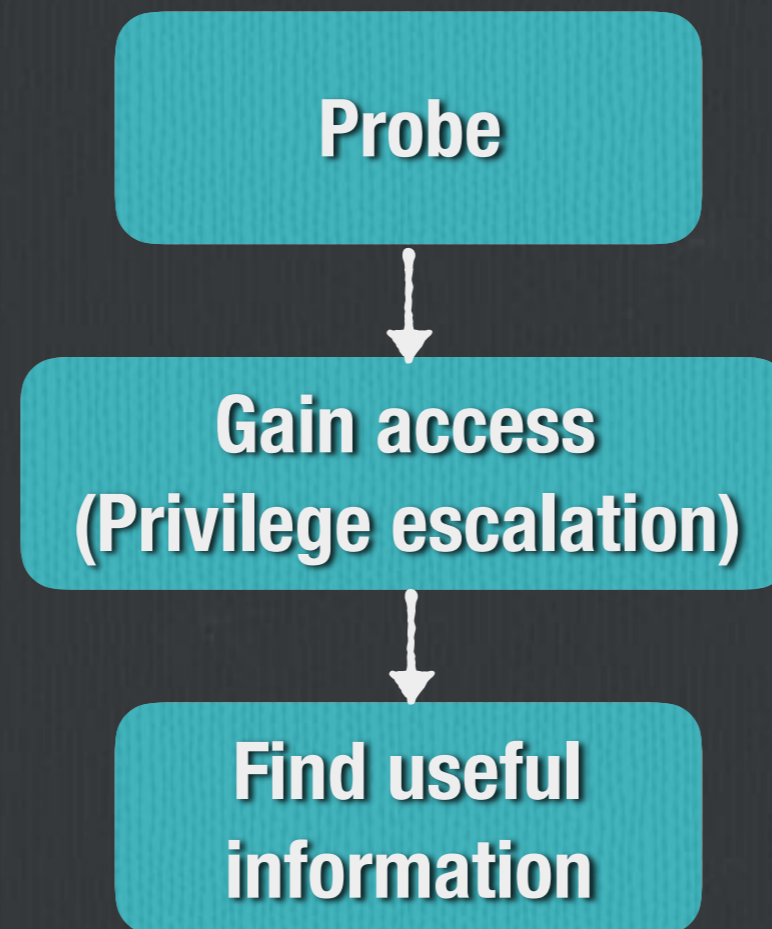 Probe
Gain access
(Privilege escalation)
Find useful
information